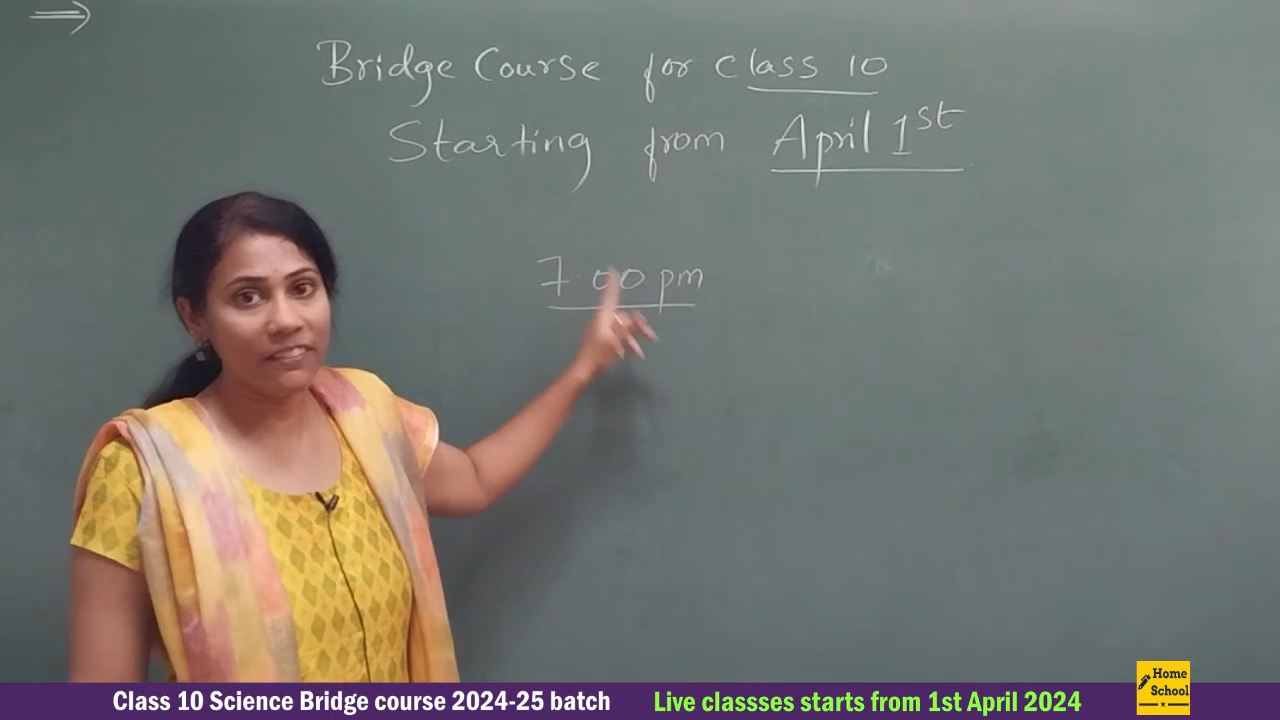 ⇒
Bridge Course for Class 10
Starting from April 1st
7.00 pm
Class 10 Science Bridge course 2024-25 batch
Live classses starts from 1st April 2024
Home
School